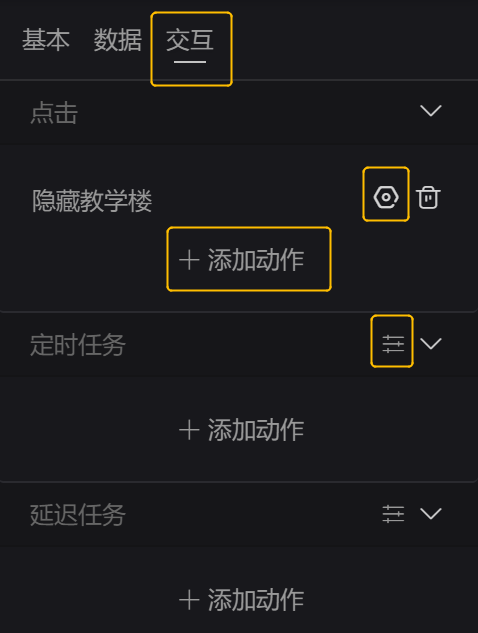 基本 数据 交互
点击
隐藏教学楼
添加动作
定时任务
添加动作
延迟任务
添加动作